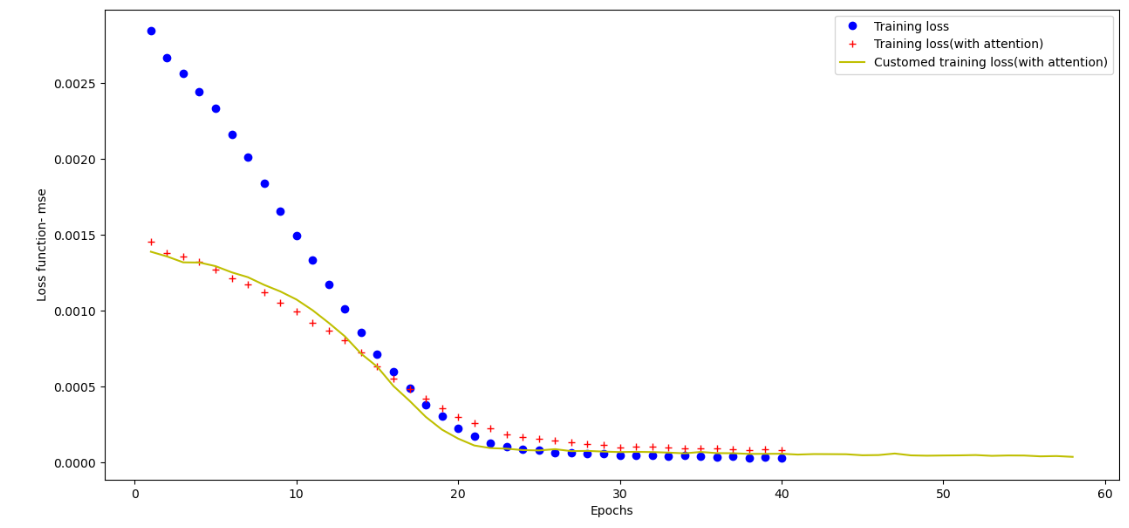 Training loss
Training loss(with attention)
Customed training loss(with attention)
0.0025
0.0020
0.0015
0.0010
0.0005
0.0000
Loss function- mse
0 10 20 30 40 50 60
Epochs